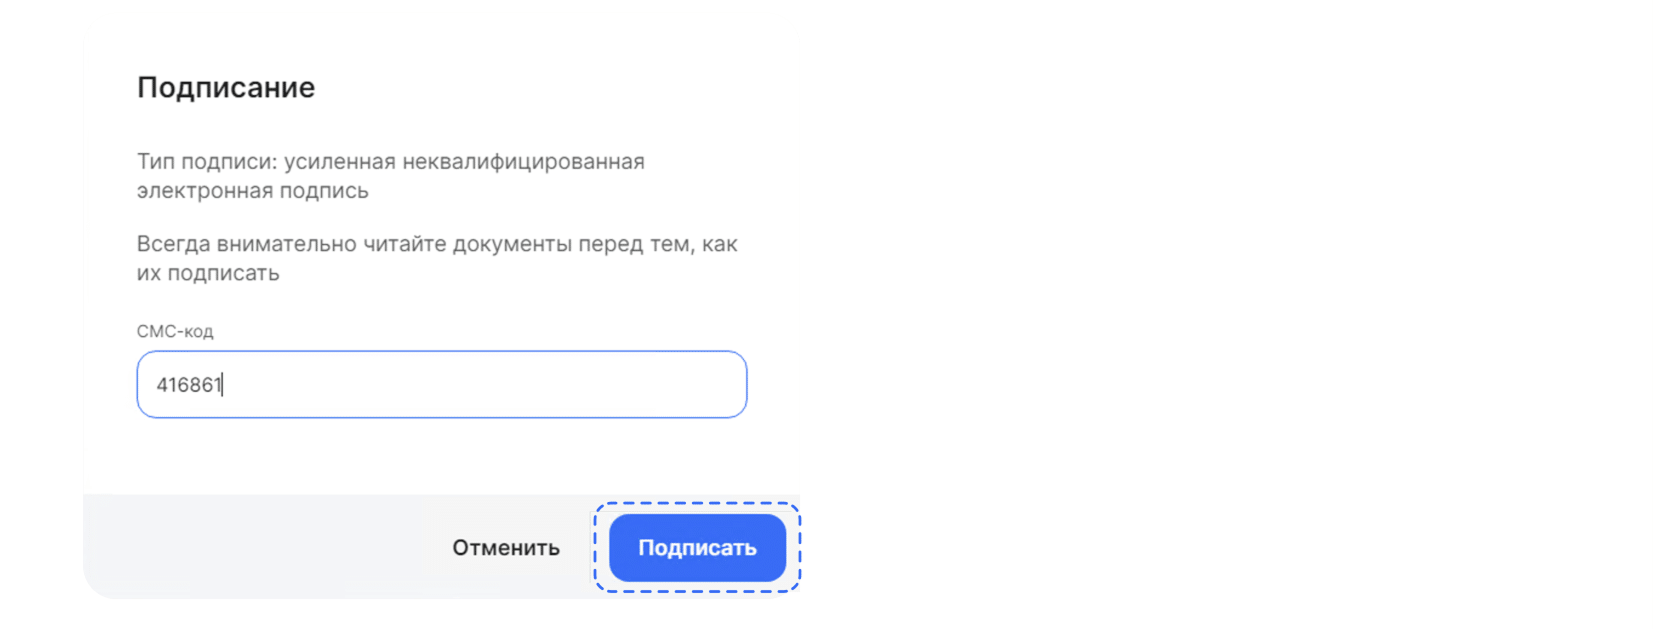 Подписание
Тип подписи: усиленная неквалифицированная
электронная подпись
Всегда внимательно читайте документы перед тем, как
их подписать
СМС-код
416861
Отменить
Подписать